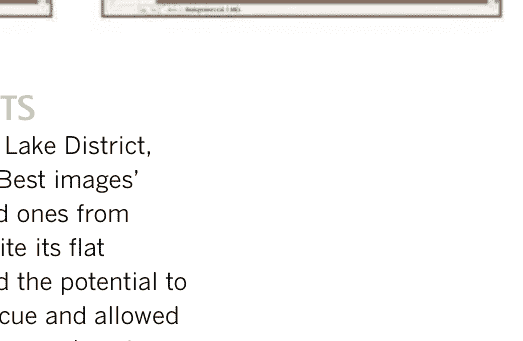 TS
Lake District,
Best images’
d ones from
ite its flat
d the potential to
cue and allowed